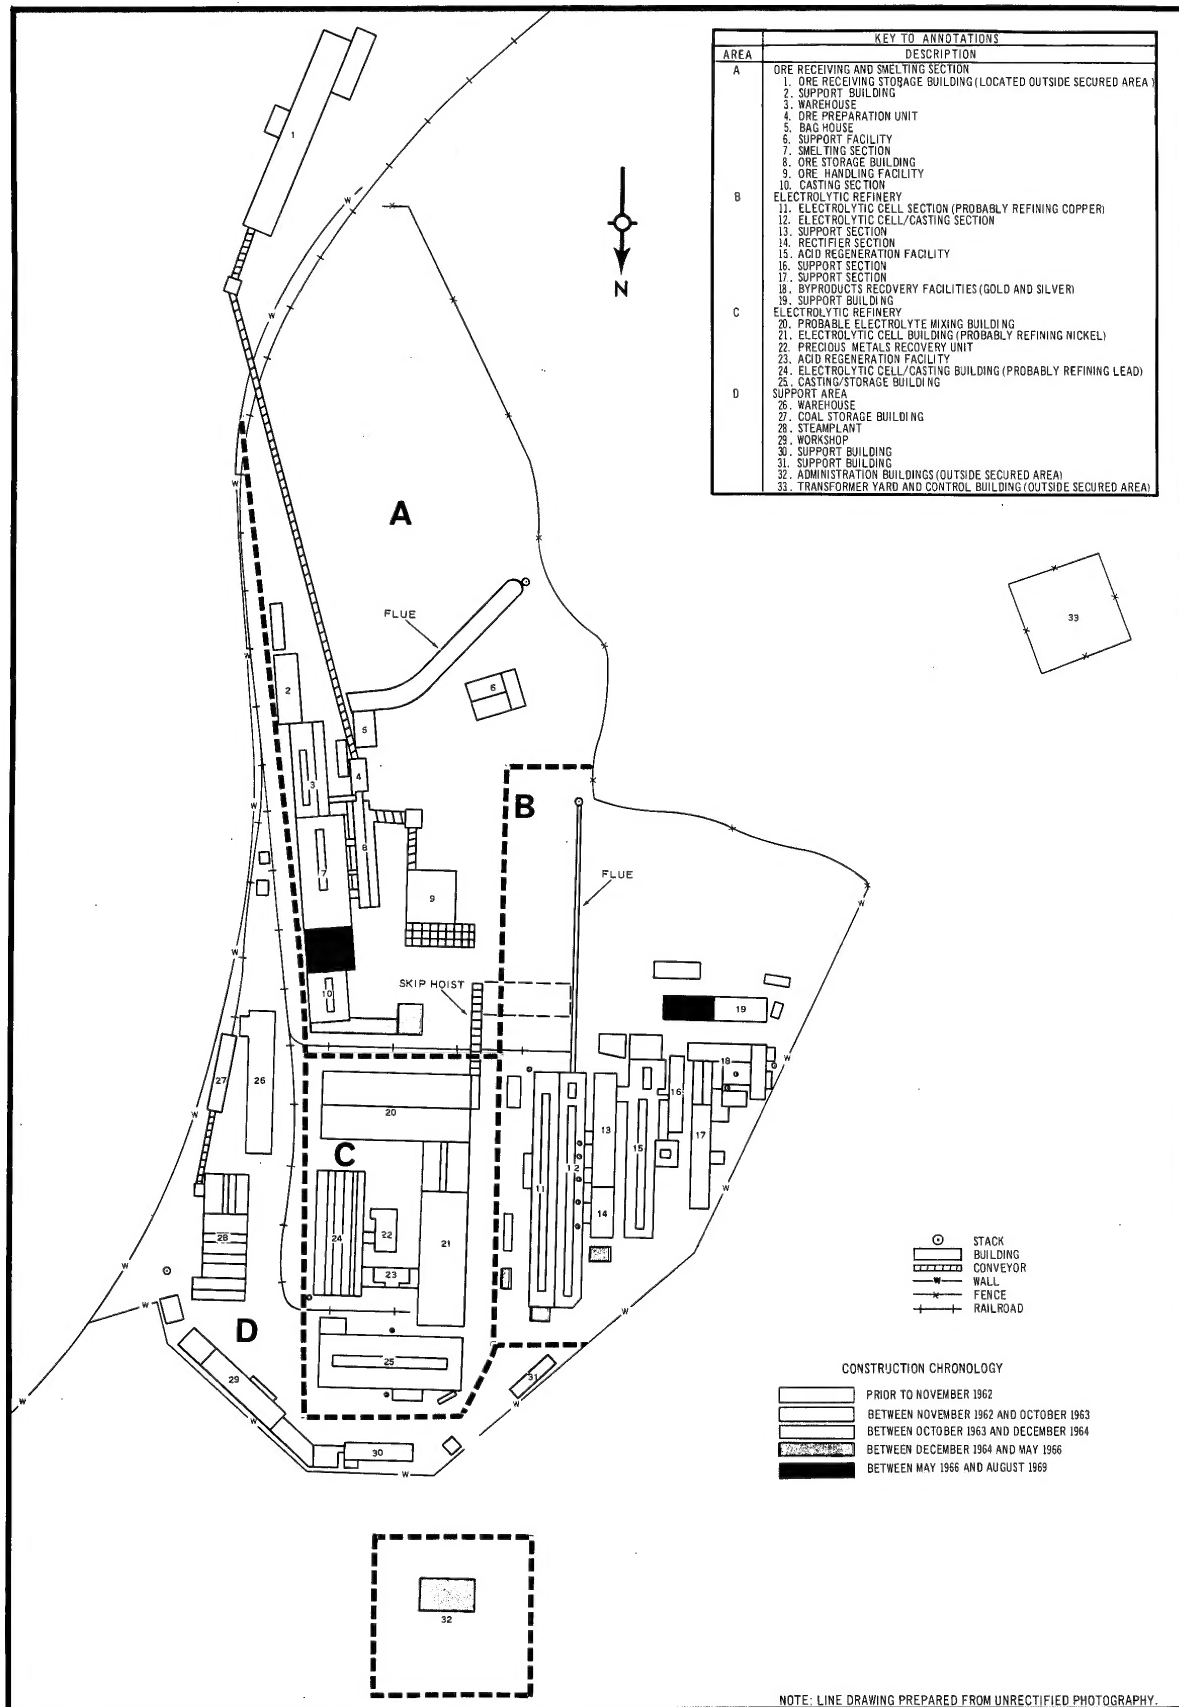 KEY TO ANNOTATIONS
AREA DESCRIPTION
A ORE RECEIVING AND SMELTING SECTION
1. ORE RECEIVING STORAGE BUILDING (LOCATED OUTSIDE SECURED AREA)
2. SUPPORT BUILDING
3. WAREHOUSE
4. ORE PREPARATION UNIT
5. BAG HOUSE
6. SUPPORT FACILITY
7. SMELTING SECTION
8. ORE STORAGE BUILDING
9. ORE HANDLING FACILITY
10. CASTING SECTION
B ELECTROLYTIC REFINERY
11. ELECTROLYTIC CELL SECTION (PROBABLY REFINING COPPER)
12. ELECTROLYTIC CELL/CASTING SECTION
13. SUPPORT SECTION
14. RECTIFIER SECTION
15. ACID REGENERATION FACILITY
16. SUPPORT SECTION
17. SUPPORT SECTION
18. BYPRODUCTS RECOVERY FACILITIES (GOLD AND SILVER)
19. SUPPORT BUILDING
C ELECTROLYTIC REFINERY
20. PROBABLE ELECTROLYTE MIXING BUILDING
21. ELECTROLYTIC CELL BUILDING (PROBABLY REFINING NICKEL)
22. PRECIOUS METALS RECOVERY UNIT
23. ACID REGENERATION FACILITY
24. ELECTROLYTIC CELL/CASTING BUILDING (PROBABLY REFINING LEAD)
25. CASTING/STORAGE BUILDING
D SUPPORT AREA
26. WAREHOUSE
27. COAL STORAGE BUILDING
28. STEAMPLANT
29. WORKSHOP
30. SUPPORT BUILDING
31. SUPPORT BUILDING
32. ADMINISTRATION BUILDINGS (OUTSIDE SECURED AREA)
33. TRANSFORMER YARD AND CONTROL BUILDING (OUTSIDE SECURED AREA)
1
W
N
W
W
A
33
FLUE
W
2
6
5
3
4
B
W
8
7
FLUE
9
W
W
SKIP HOIST
10
19
W
18
27
26
16
20
13
W
C
15
17
11
12
W
14
22
28
24
21
23
W
W
W
D
25
29
31
W
W
W
30
W
STACK
BUILDING
CONVEYOR
W WALL
FENCE
RAILROAD
CONSTRUCTION CHRONOLOGY
PRIOR TO NOVEMBER 1962
BETWEEN NOVEMBER 1962 AND OCTOBER 1963
BETWEEN OCTOBER 1963 AND DECEMBER 1964
BETWEEN DECEMBER 1964 AND MAY 1966
BETWEEN MAY 1966 AND AUGUST 1969
32
NOTE: LINE DRAWING PREPARED FROM UNRECTIFIED PHOTOGRAPHY.